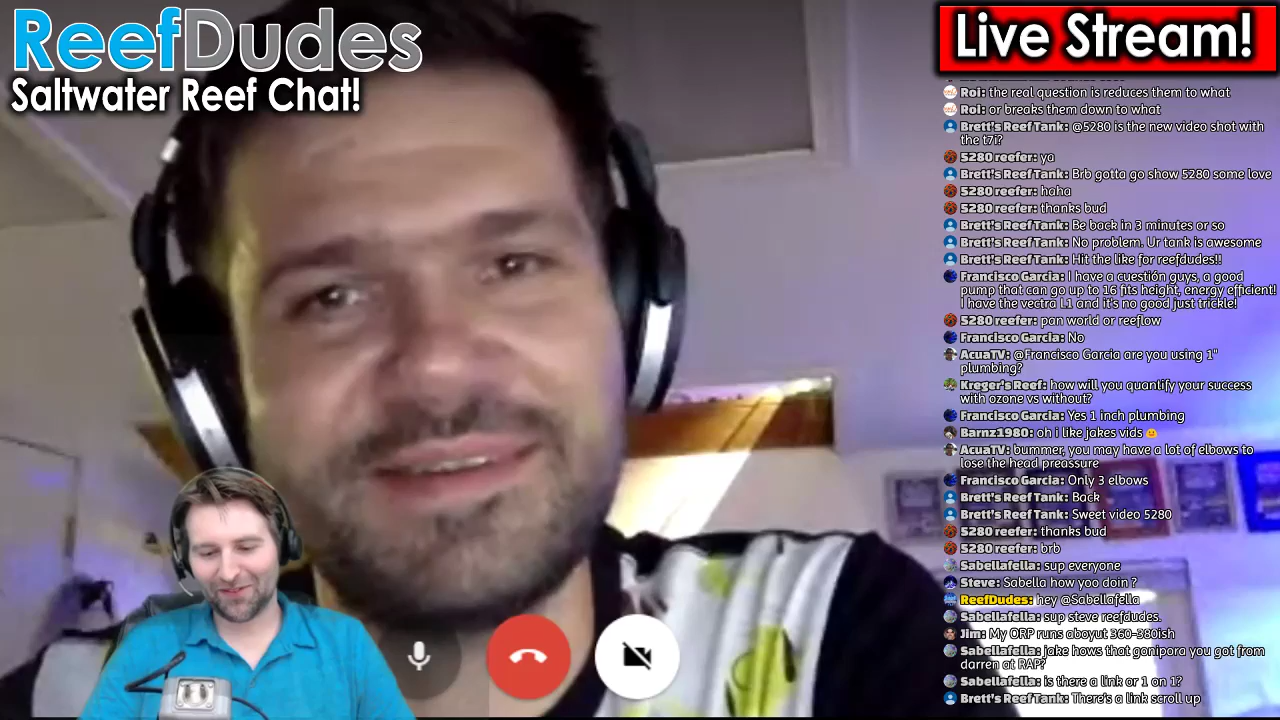 ReefDudes
Saltwater Reef Chat!
Live Stream!
Roi: the real question is reduces them to what
Roi: or breaks them down to what
Brett's Reef Tank: @5280 is the new video shot with
the t7i?
5280 reefer: ya
Brett's Reef Tank: Brb gotta go show 5280 some love
5280 reefer: haha
5280 reefer: thanks bud
Brett's Reef Tank: Be back in 3 minutes or so
Brett's Reef Tank: No problem. Ur tank is awesome
Brett's Reef Tank: Hit the like for reefdudes!!
Francisco Garcia: I have a cuestión guys, a good
pump that can go up to 16 fits height, energy efficient!
I have the vectra L1 and it's no good just trickle!
5280 reefer: pan world or reeflow
Francisco Garcia: No
AcuaTV: @Francisco Garcia are you using 1"
plumbing?
Kreger's Reef: how will you quantify your success
with ozone vs without?
Francisco Garcia: Yes 1 inch plumbing
Barnz1980: oh i like jakes vids
AcuaTV: bummer, you may have a lot of elbows to
lose the head preassure
Francisco Garcia: Only 3 elbows
Brett's Reef Tank: Back
Brett's Reef Tank: Sweet video 5280
5280 reefer: thanks bud
5280 reefer: brb
Sabellafella: sup everyone
Steve: Sabella how yoo doin ?
ReefDudes: hey @Sabellafella
Sabellafella: sup steve reefdudes.
Jim: My ORP runs aboyut 360-380ish
Sabellafella: jake hows that gonipora you got from
darren at RAP?
Sabellafella: is there a link or 1 on 1?
Brett's Reef Tank: There's a link scroll up